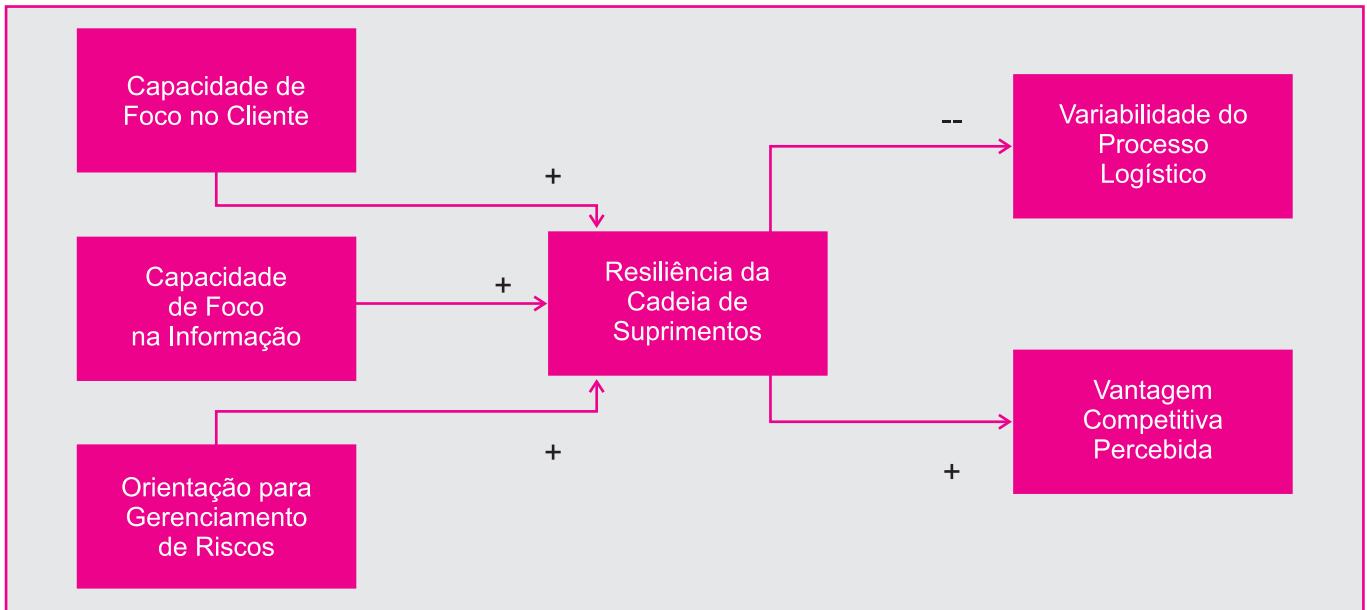 Capacidade de
Foco no Cliente
+
Capacidade
de Foco
na Informação
+
Orientação para
Gerenciamento
de Riscos
+
Resiliência da
Cadeia de
Suprimentos
--
Variabilidade do
Processo
Logístico
+
Vantagem
Competitiva
Percebida